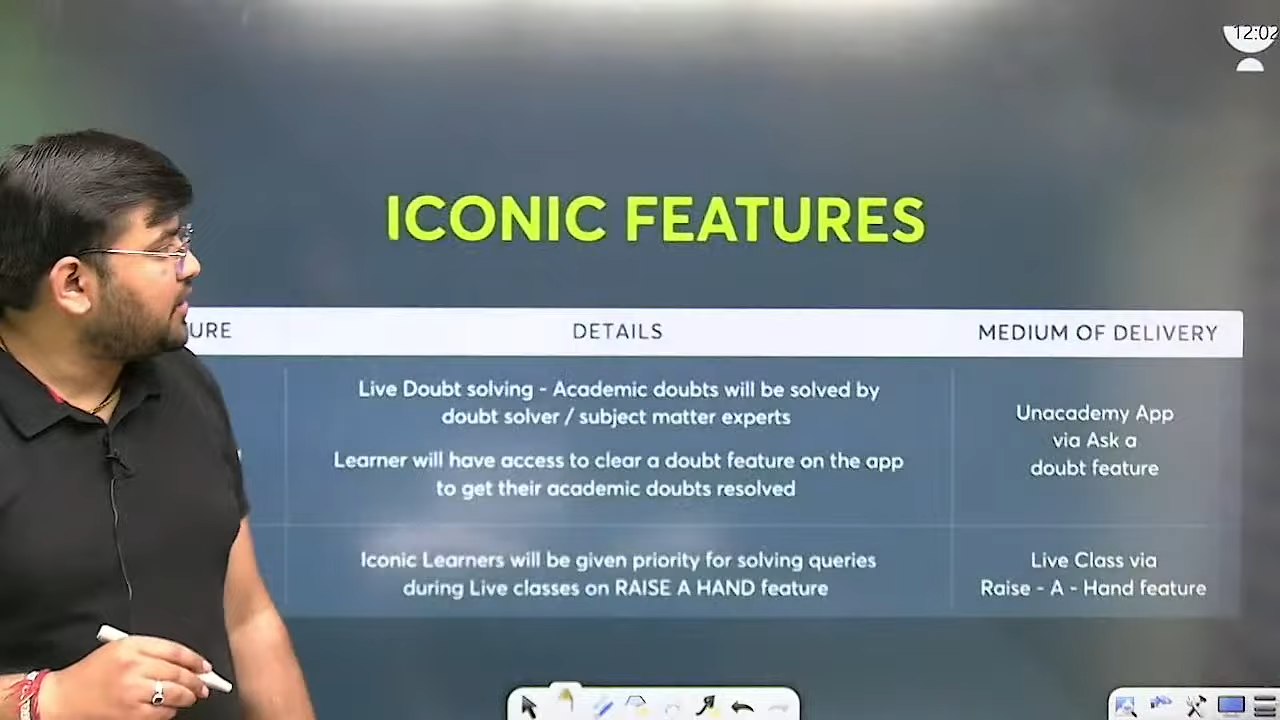 12:02
ICONIC FEATURES
URE
DETAILS
MEDIUM OF DELIVERY
Live Doubt solving - Academic doubts will be solved by
doubt solver / subject matter experts
Learner will have access to clear a doubt feature on the app
to get their academic doubts resolved
Unacademy App
via Ask a
doubt feature
Iconic Learners will be given priority for solving queries
during Live classes on RAISE A HAND feature
Live Class via
Raise - A - Hand feature